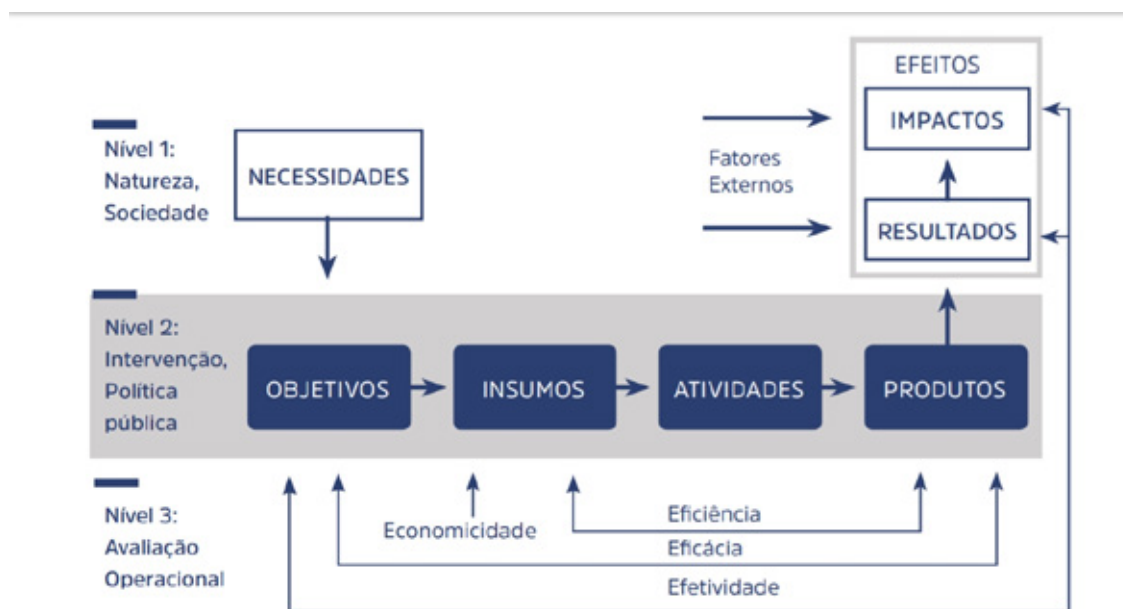 EFEITOS
IMPACTOS
Nível 1:
Natureza,
Sociedade
NECESSIDADES
Fatores
Externos
RESULTADOS
Nível 2:
Intervenção,
Política
pública
OBJETIVOS
INSUMOS
ATIVIDADES
PRODUTOS
Nível 3:
Avaliação
Operacional
Economicidade
Eficiência
Eficácia
Efetividade